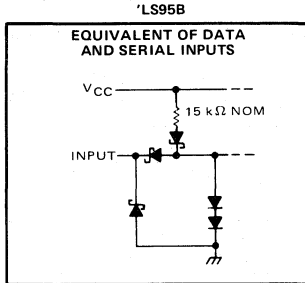 'LS95B
EQUIVALENT OF DATA
AND SERIAL INPUTS
VCC
15 kΩ NOM
INPUT